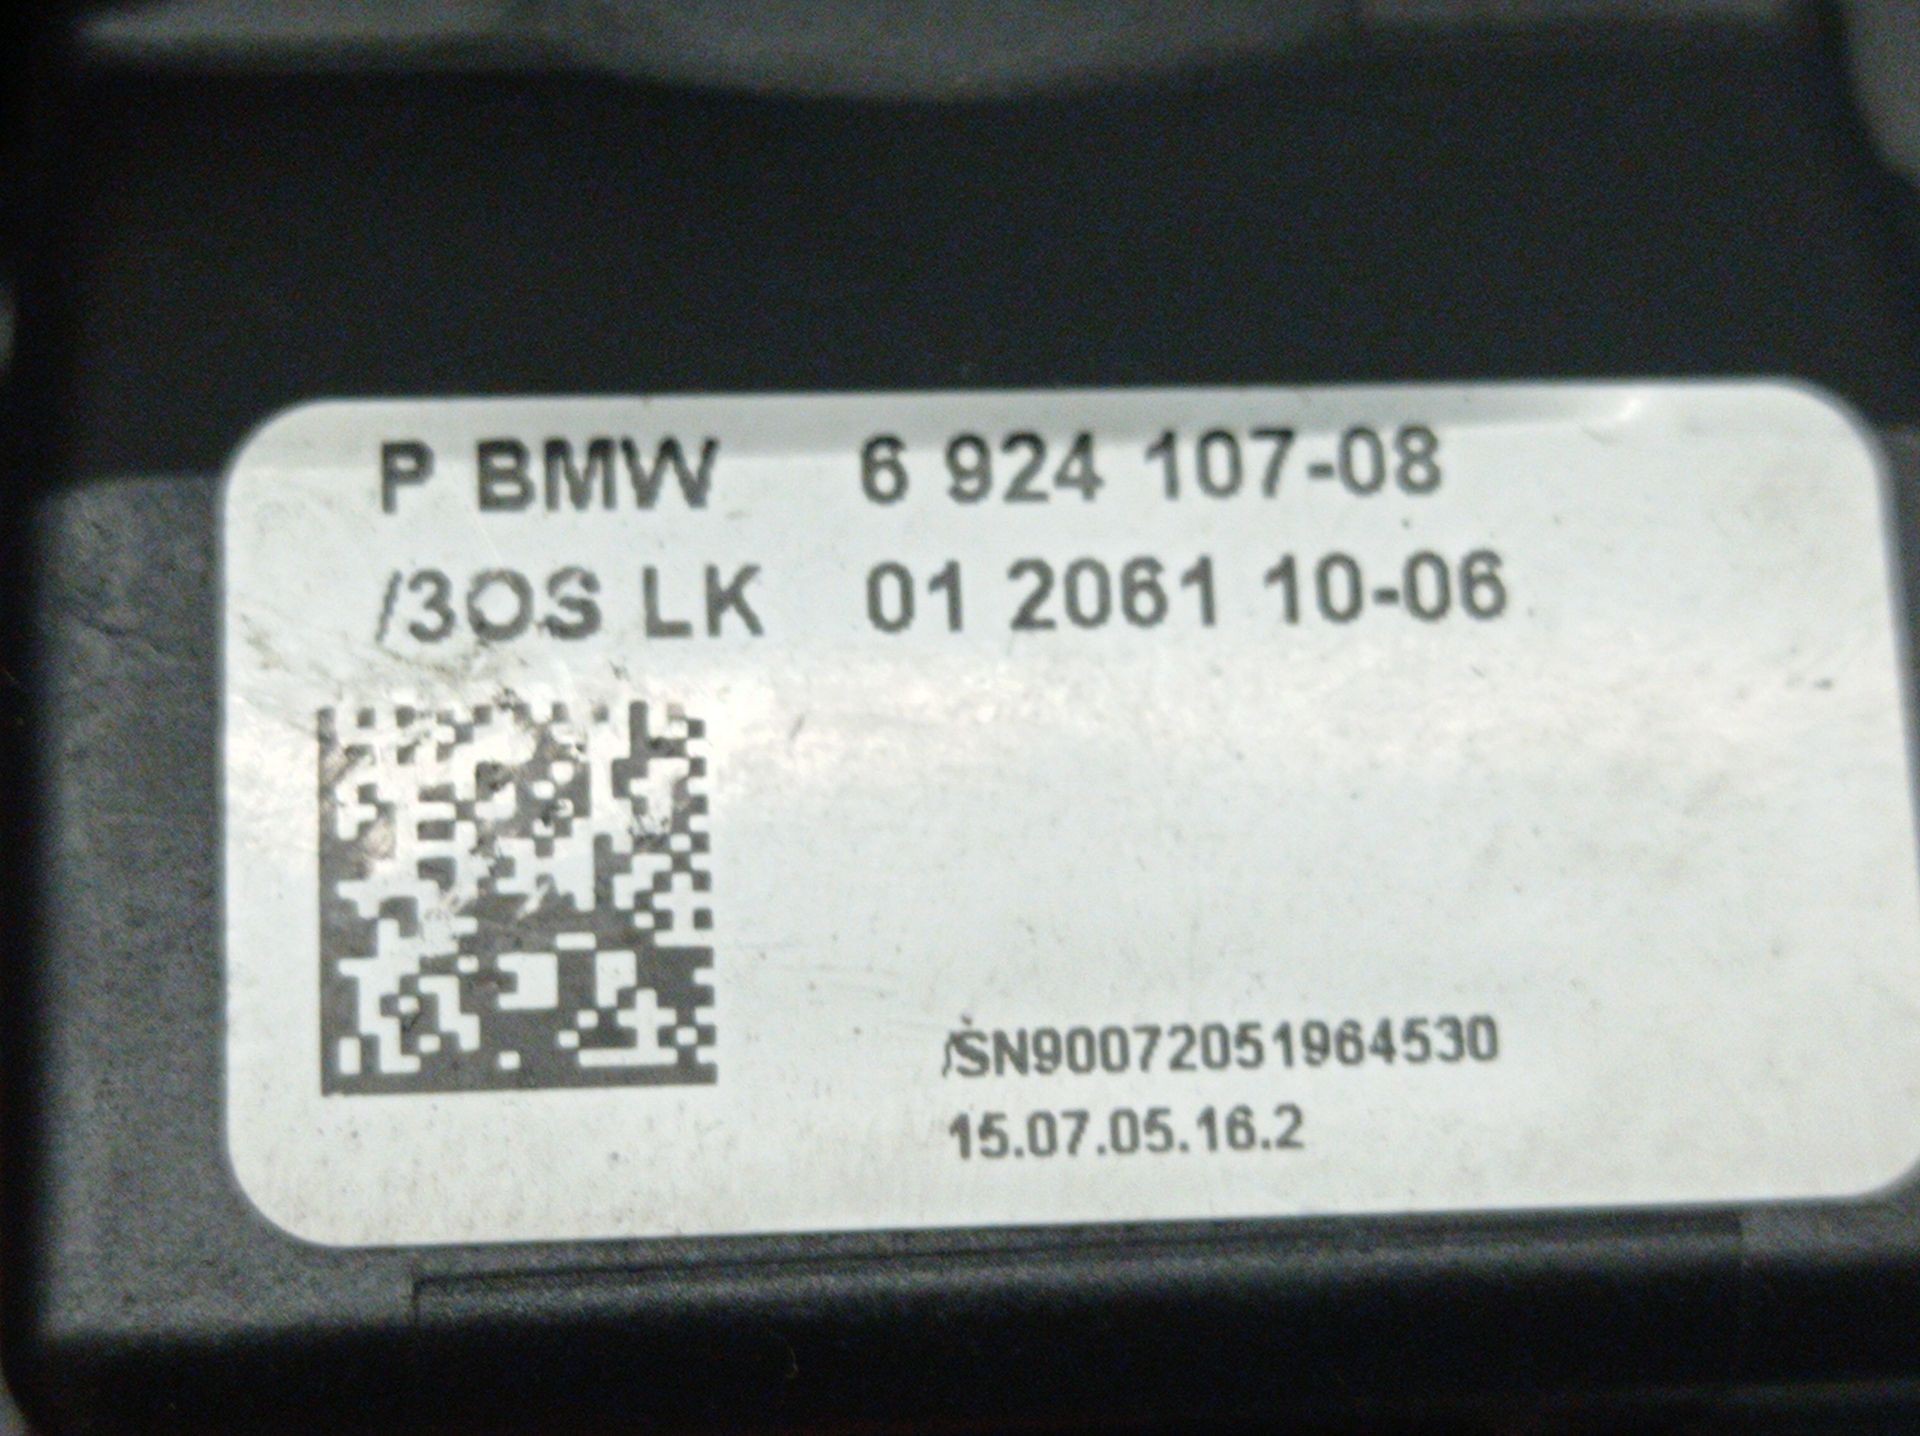 P BMW 6 924 107-08
/3OS LK 01 2061 10-06
/SN90072051964530
15.07.05.16.2